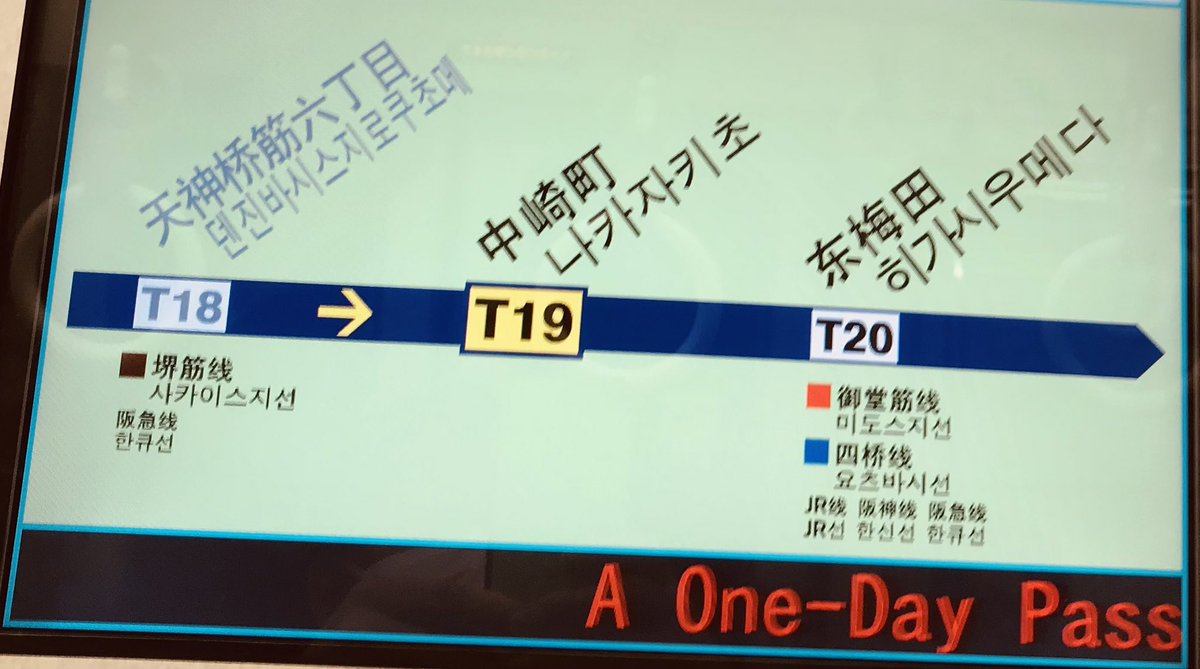 天神桥筋六丁目
덴진바시스지로쿠초메
中崎町
나카자키초
东梅田
히가시우메다
T18
→
T19
T20
堺筋线
사카이스지선
阪急线
한큐선
御堂筋线
미도스지선
四桥线
요츠바시선
JR线 阪神线 阪急线
JR선 한신선 한큐선
A One-Day Pass